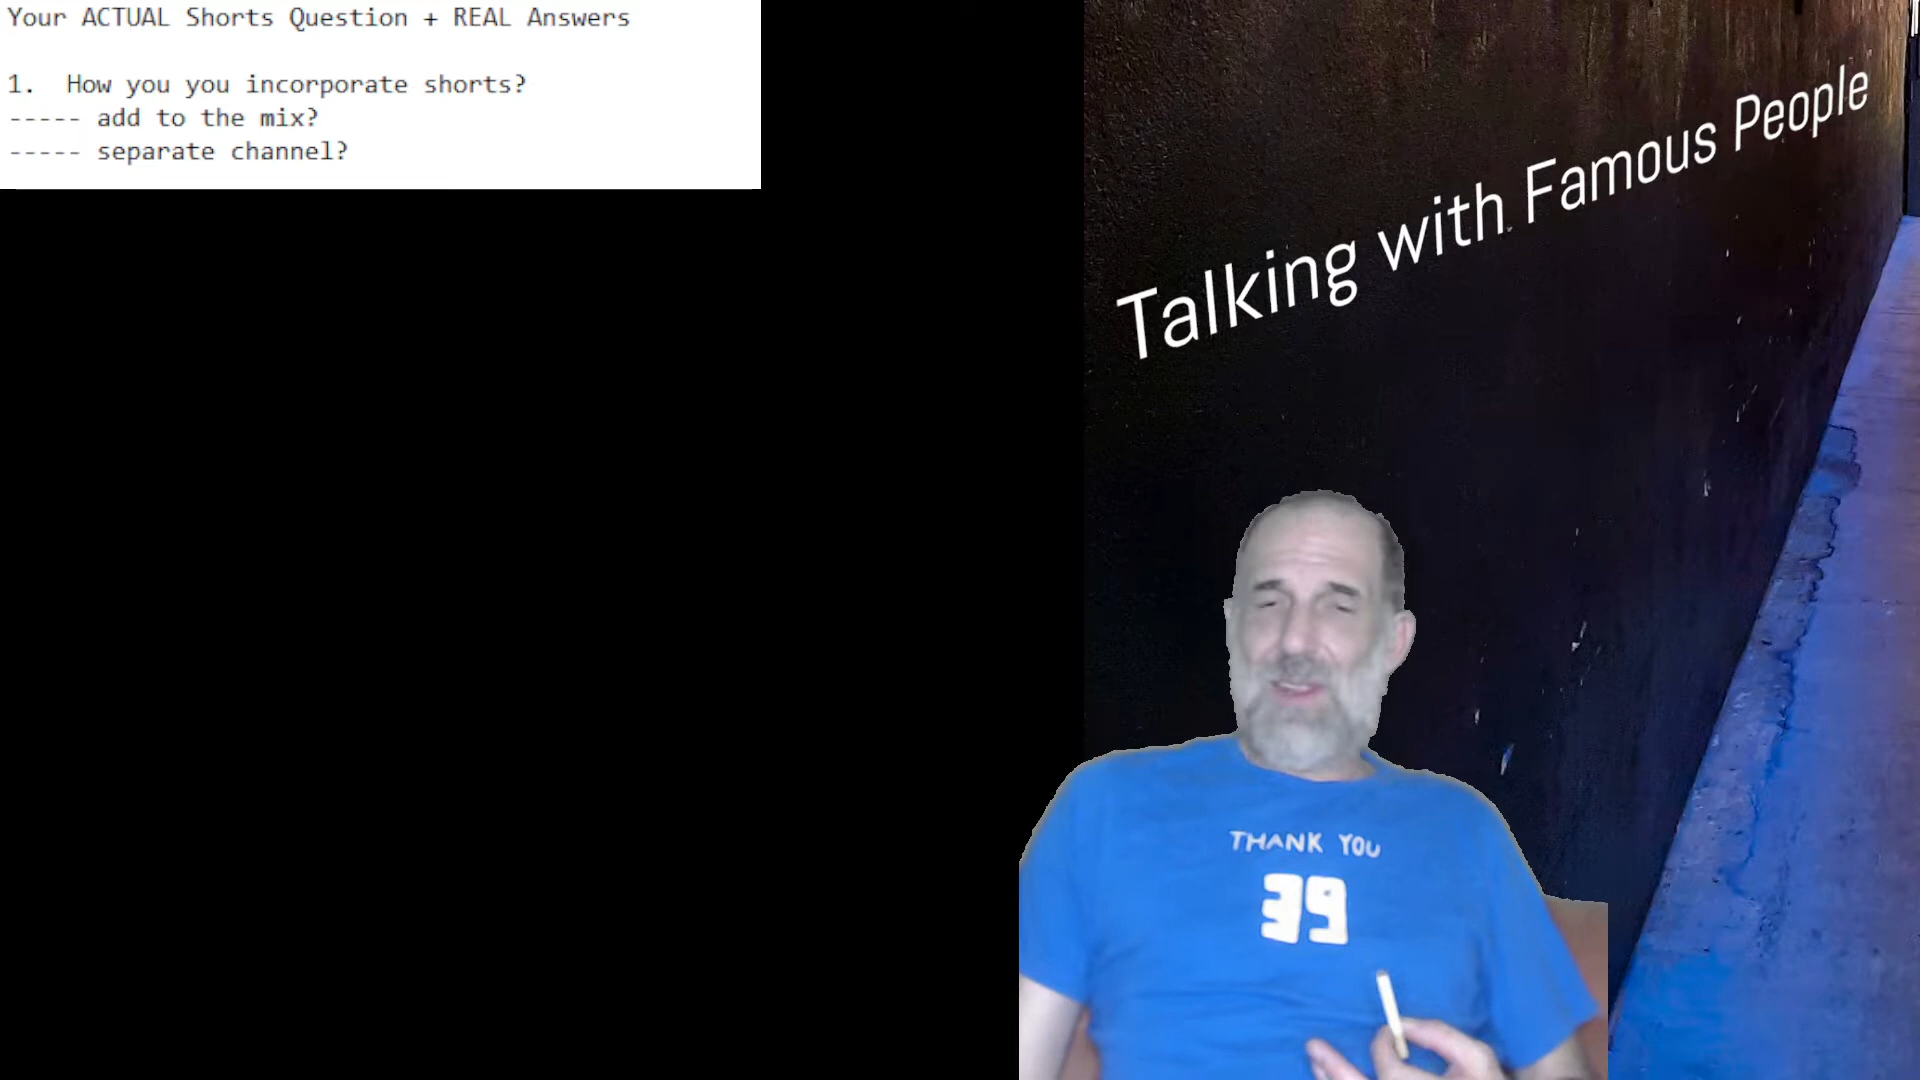 Your ACTUAL Shorts Question + REAL Answers
1. How you you incorporate shorts?
----- add to the mix?
----- separate channel?
Talking with Famous People
THANK YOU
39